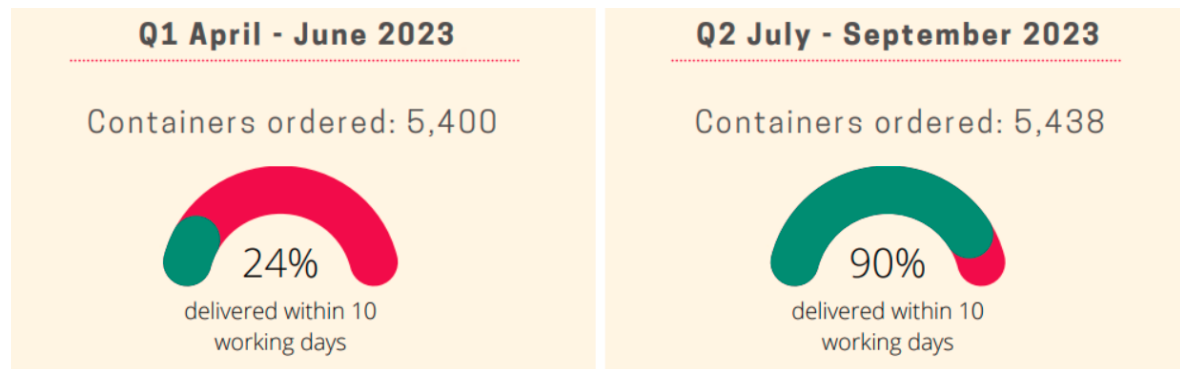 Q1 April - June 2023
Containers ordered: 5,400
24%
delivered within 10
working days
Q2 July - September 2023
Containers ordered: 5,438
90%
delivered within 10
working days